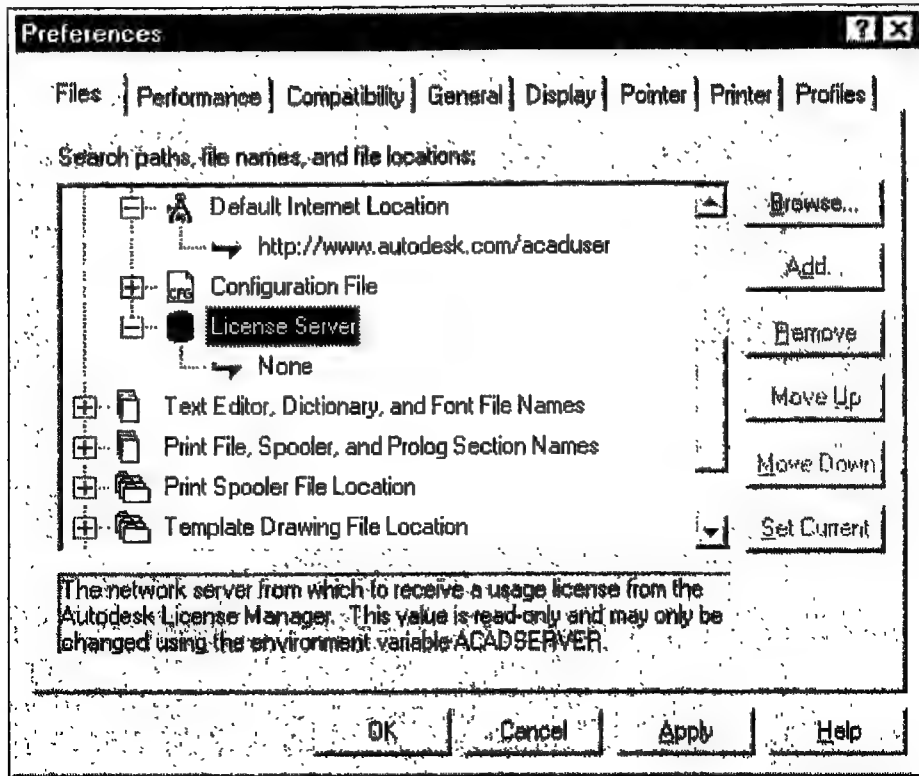 Preferences
Files Performance Compatibility General Display Pointer Printer Profiles
Search paths, file names, and file locations:
Default Internet Location
http://www.autodesk.com/acaduser
CFG Configuration File
License Server
None
Text Editor, Dictionary, and Font File Names
Print File, Spooler, and Prolog Section Names
Print Spooler File Location
Template Drawing File Location
Browse...
Add...
Remove
Move Up
Move Down
Set Current
The network server from which to receive a usage license from the
Autodesk License Manager. This value is read-only and may only be
changed using the environment variable ACADSERVER.
OK Cancel Apply Help